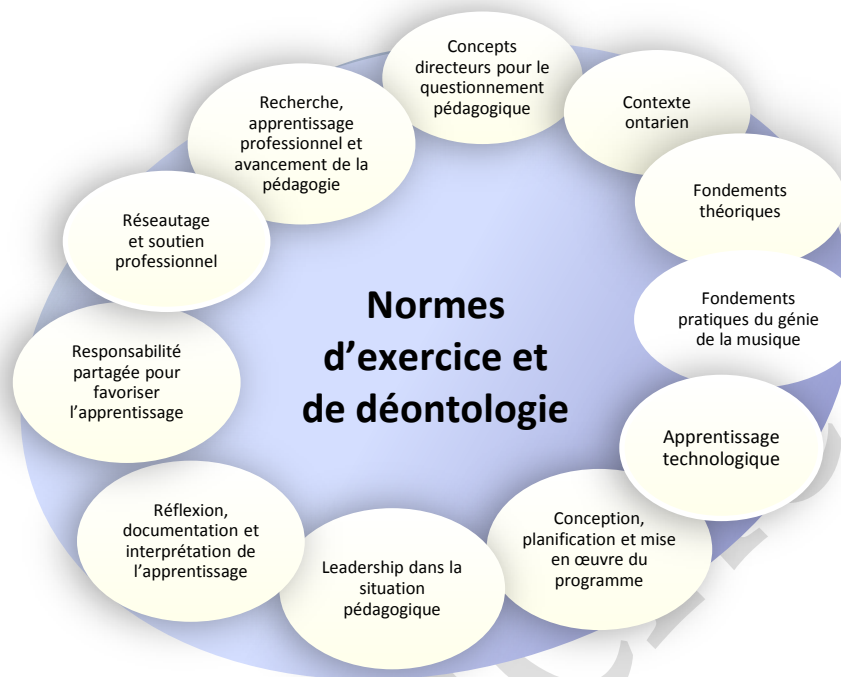 Concepts
directeurs pour le
questionnement
pédagogique
Contexte
ontarien
Fondements
théoriques
Fondements
pratiques du génie
de la musique
Apprentissage
technologique
Conception,
planification et mise
en œuvre du
programme
Leadership dans la
situation
pédagogique
Réflexion,
documentation et
interprétation de
l’apprentissage
Responsabilité
partagée pour
favoriser
l’apprentissage
Réseautage
et soutien
professionnel
Recherche,
apprentissage
professionnel et
avancement de la
pédagogie
Normes
d’exercice et
de déontologie